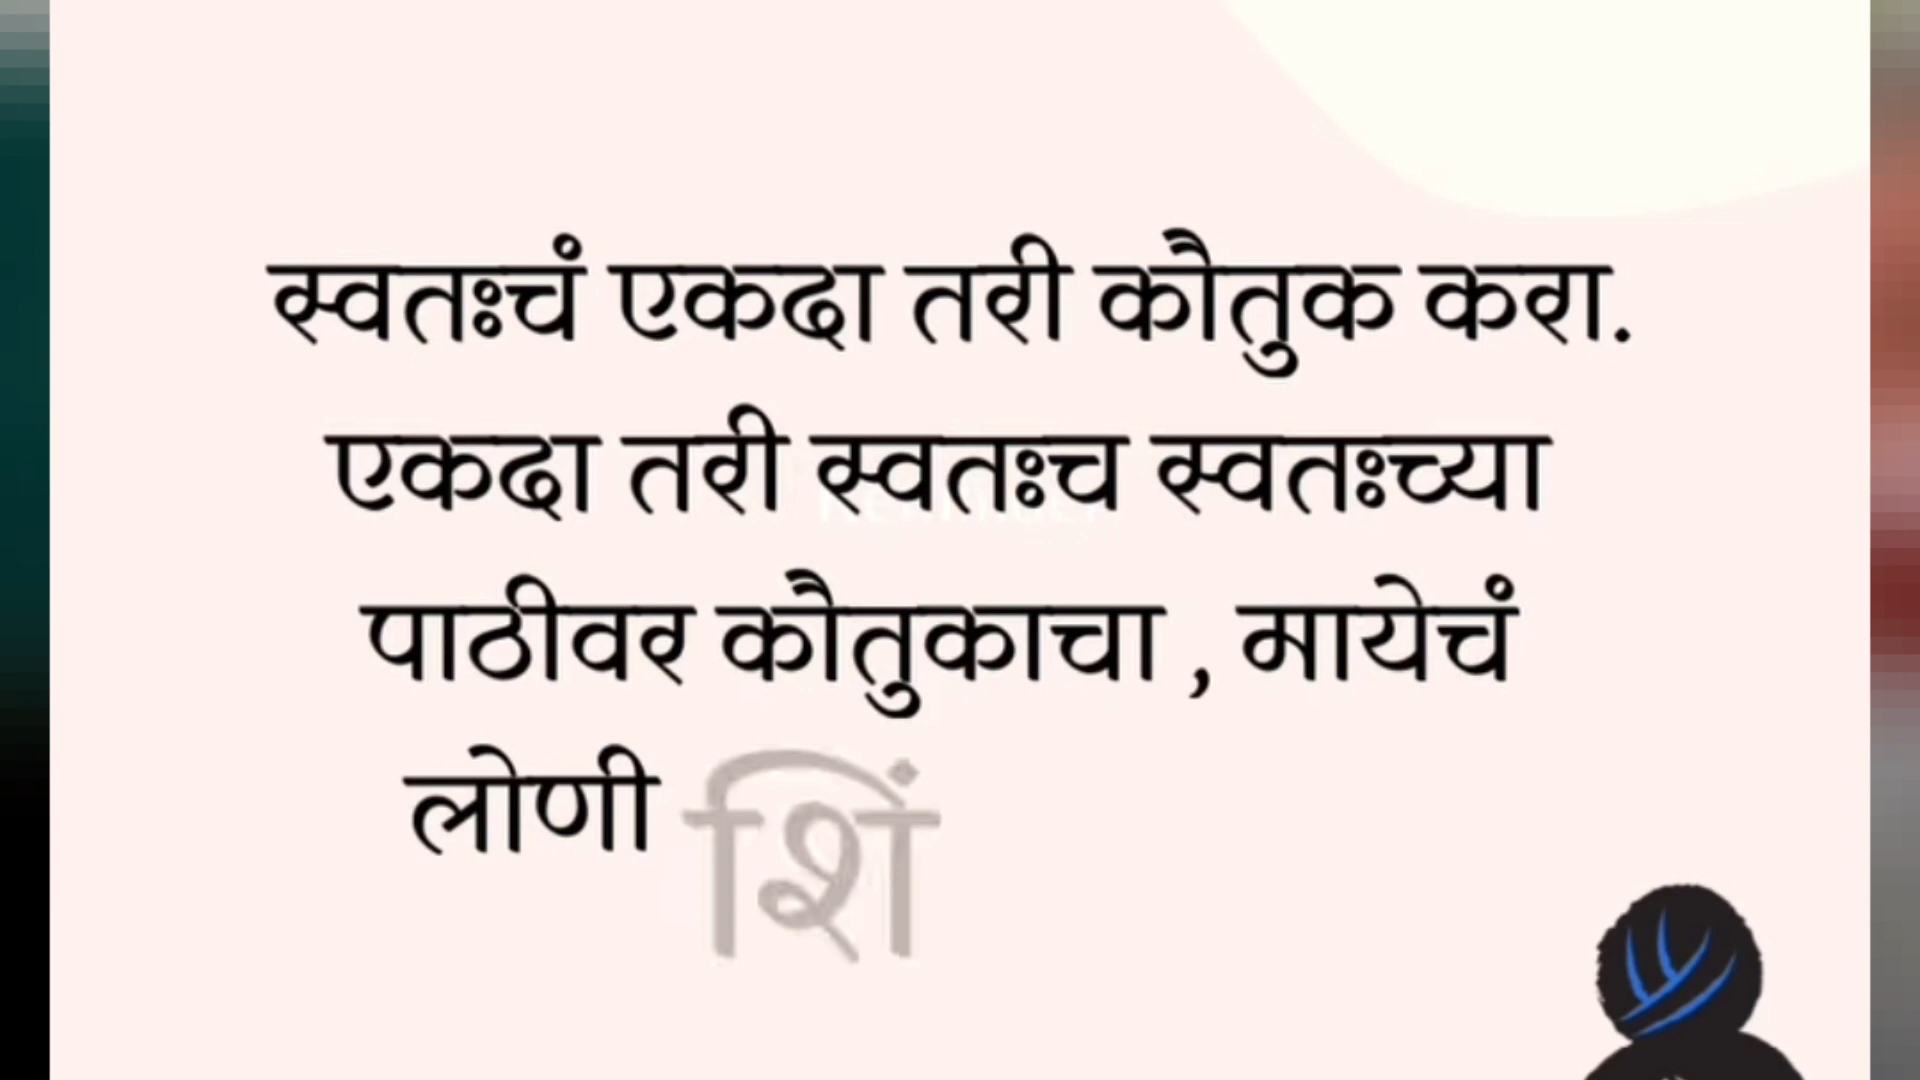 स्वतःचं एकदा तरी कौतुक करा.
एकदा तरी स्वतःच स्वतःच्या
पाठीवर कौतुकाचा , मायेचं
लोणी शिं